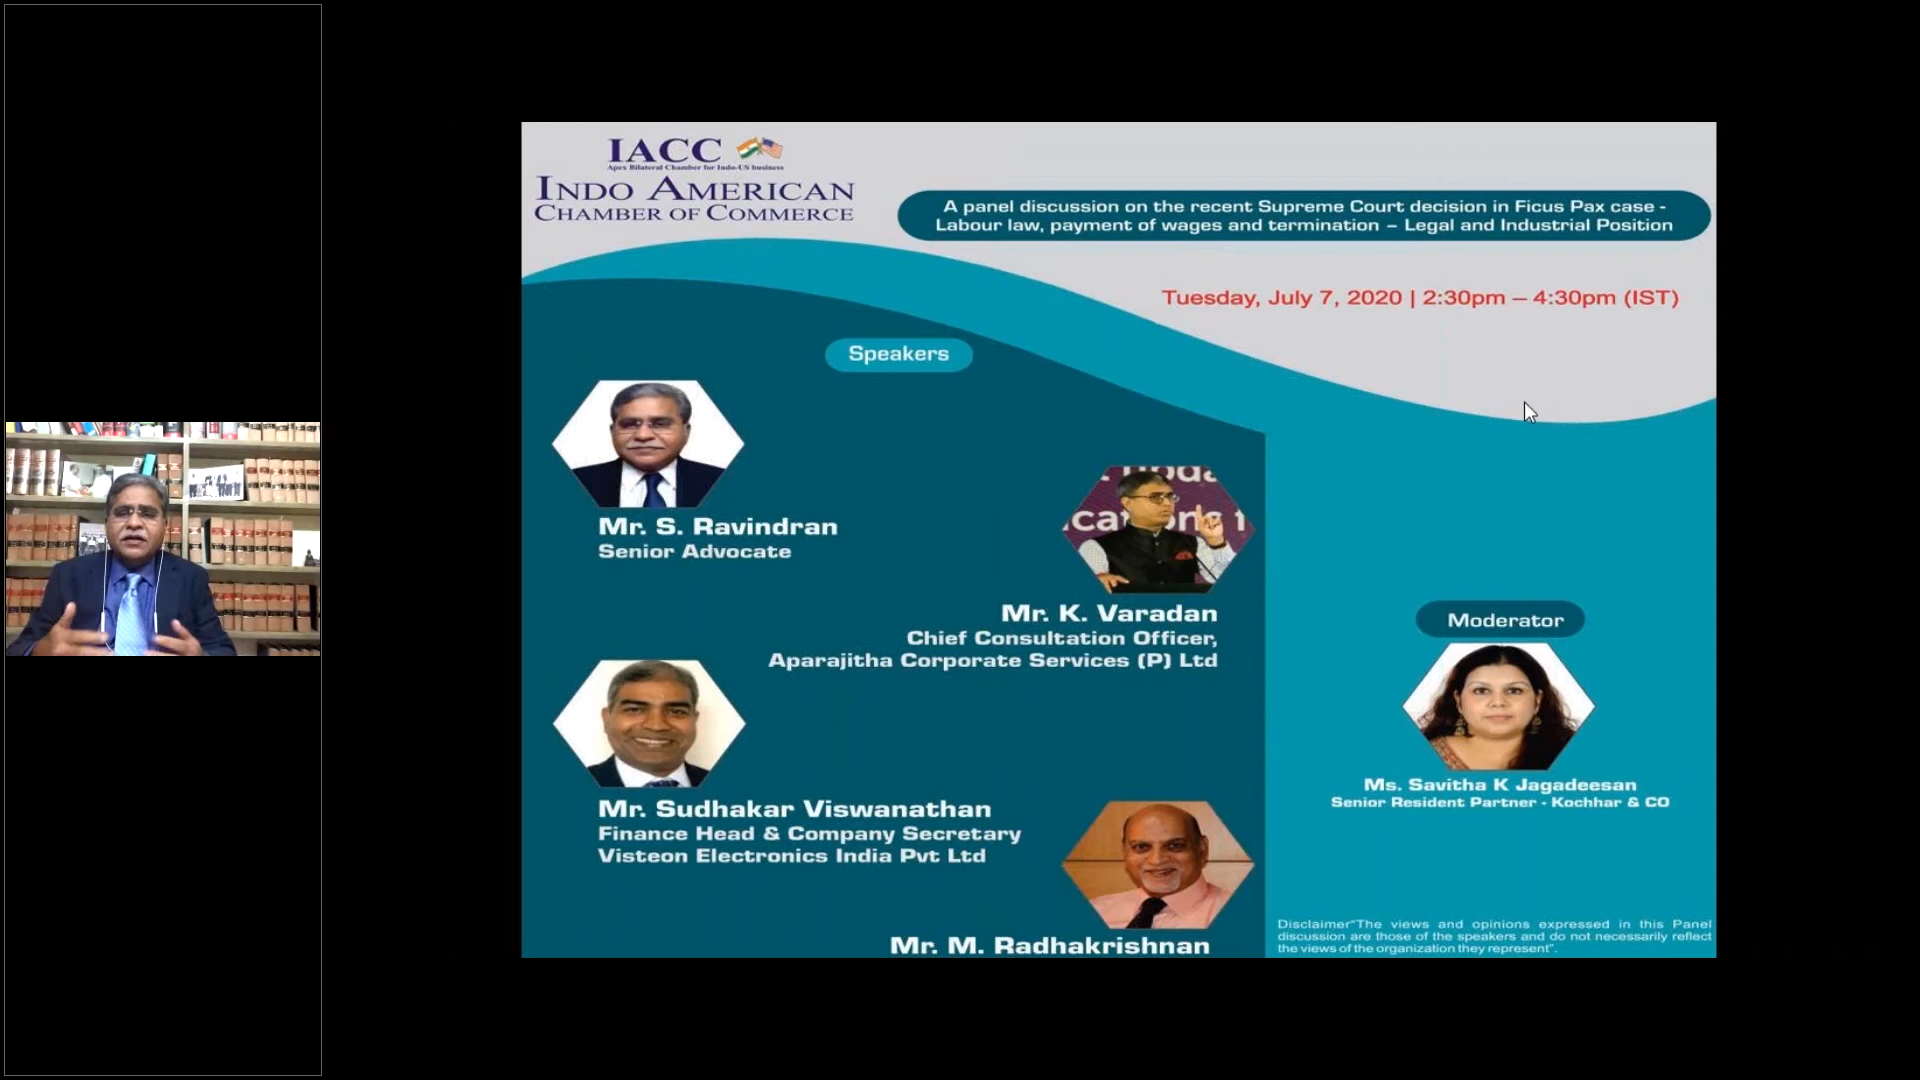 IACC
Apex Bilateral Chamber for Indo-US business
INDO AMERICAN
CHAMBER OF COMMERCE
A panel discussion on the recent Supreme Court decision in Ficus Pax case -
Labour law, payment of wages and termination – Legal and Industrial Position
Tuesday, July 7, 2020 | 2:30pm – 4:30pm (IST)
Speakers
Mr. S. Ravindran
Senior Advocate
Mr. K. Varadan
Chief Consultation Officer,
Aparajitha Corporate Services (P) Ltd
Mr. Sudhakar Viswanathan
Finance Head & Company Secretary
Visteon Electronics India Pvt Ltd
Mr. M. Radhakrishnan
Moderator
Ms. Savitha K Jagadeesan
Senior Resident Partner - Kochhar & CO
Disclaimer"The views and opinions expressed in this Panel
discussion are those of the speakers and do not necessarily reflect
the views of the organization they represent".